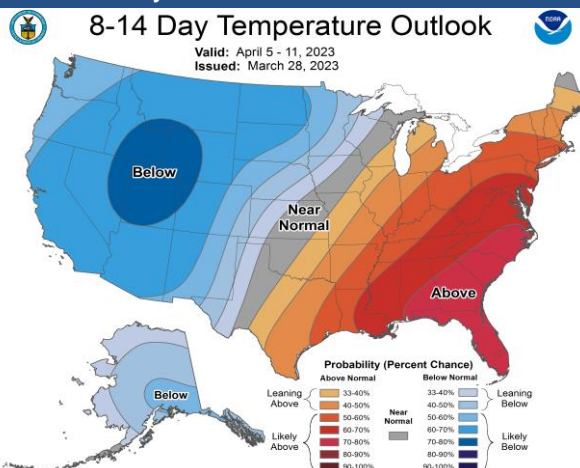 8-14 Day Temperature Outlook
NOAA
Valid: April 5 - 11, 2023
Issued: March 28, 2023
Below
Near
Normal
Above
Below
Probability (Percent Chance)
Above Normal
Below Normal
Leaning
Above
33-40%
40-50%
Likely
Above
50-60%
60-70%
70-80%
80-90%
90-100%
Near
Normal
33-40%
40-50%
Leaning
Below
50-60%
60-70%
70-80%
80-90%
90-100%
Likely
Below